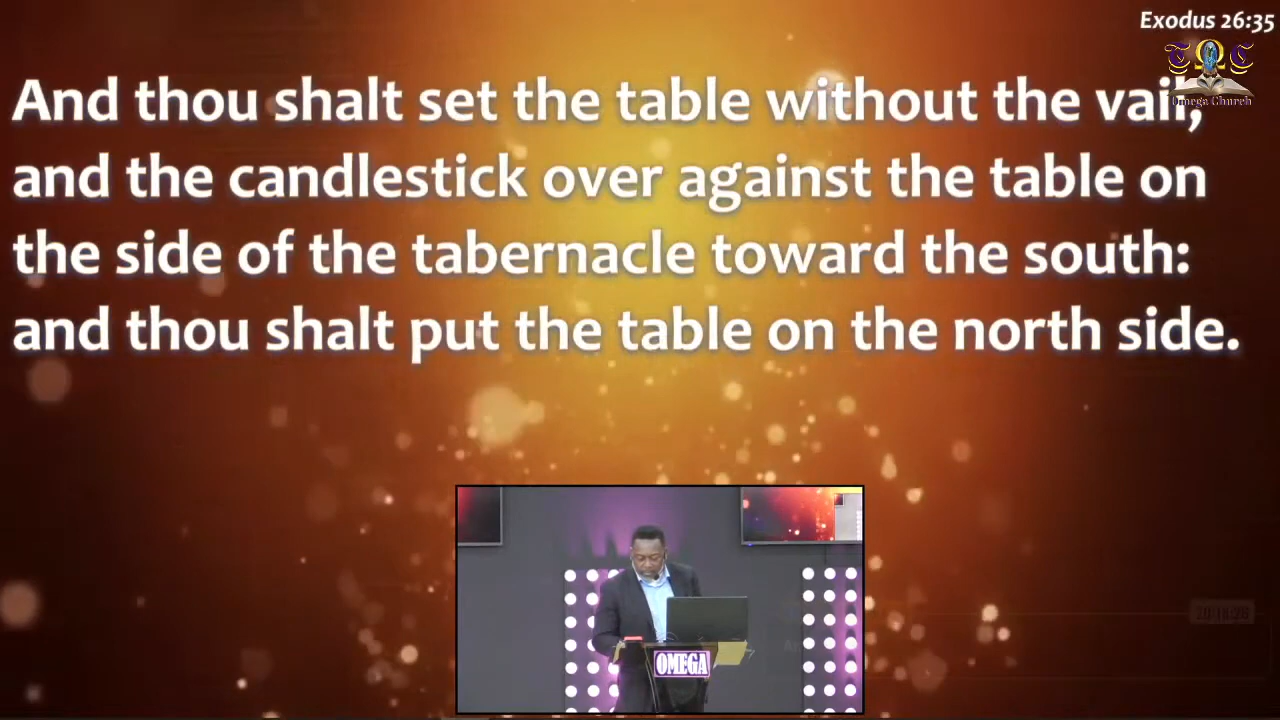 Exodus 26:35
TΩC
Omega Church
And thou shalt set the table without the vail,
and the candlestick over against the table on
the side of the tabernacle toward the south:
and thou shalt put the table on the north side.
OMEGA